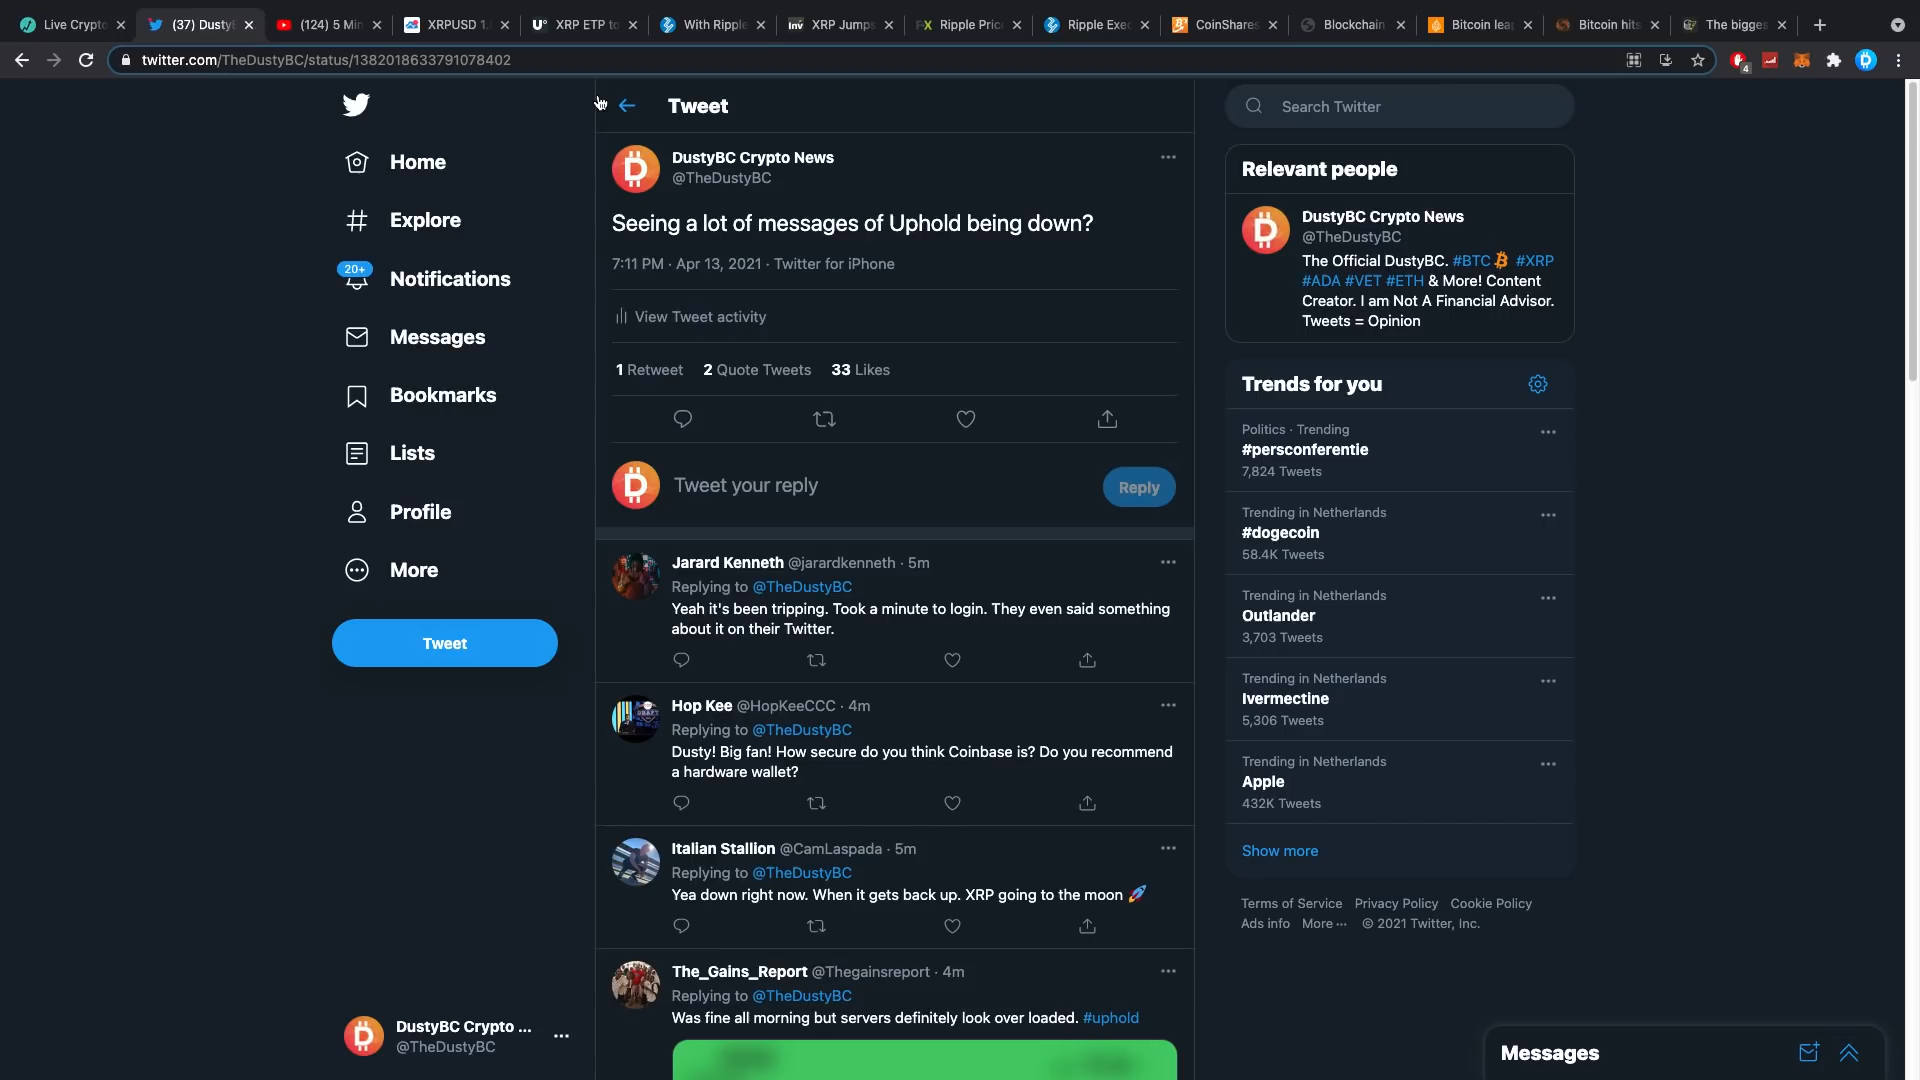 Live Crypto
(37) Dusty
(124) 5 Min
XRPUSD 1.
XRP ETP to
With Ripple
XRP Jumps
Ripple Pric
Ripple Exec
CoinShares
Blockchain
Bitcoin lea
Bitcoin hits
The bigges
twitter.com/TheDustyBC/status/1382018633791078402
4
Home
Explore
20+
Notifications
Messages
Bookmarks
Lists
Profile
More
Tweet
DustyBC Crypto ...
@TheDustyBC
Tweet
DustyBC Crypto News
@TheDustyBC
Seeing a lot of messages of Uphold being down?
7:11 PM · Apr 13, 2021 · Twitter for iPhone
View Tweet activity
1 Retweet 2 Quote Tweets 33 Likes
Tweet your reply
Reply
Jarard Kenneth @jarardkenneth · 5m
Replying to @TheDustyBC
Yeah it's been tripping. Took a minute to login. They even said something
about it on their Twitter.
Hop Kee @HopKeeCCC · 4m
Replying to @TheDustyBC
Dusty! Big fan! How secure do you think Coinbase is? Do you recommend
a hardware wallet?
Italian Stallion @CamLaspada · 5m
Replying to @TheDustyBC
Yea down right now. When it gets back up. XRP going to the moon 🚀
The_Gains_Report @Thegainsreport · 4m
Replying to @TheDustyBC
Was fine all morning but servers definitely look over loaded. #uphold
Search Twitter
Relevant people
DustyBC Crypto News
@TheDustyBC
The Official DustyBC. #BTC #XRP
#ADA #VET #ETH & More! Content
Creator. I am Not A Financial Advisor.
Tweets = Opinion
Trends for you
Politics · Trending
#persconferentie
7,824 Tweets
Trending in Netherlands
#dogecoin
58.4K Tweets
Trending in Netherlands
Outlander
3,703 Tweets
Trending in Netherlands
Ivermectine
5,306 Tweets
Trending in Netherlands
Apple
432K Tweets
Show more
Terms of Service Privacy Policy Cookie Policy
Ads info More ··· © 2021 Twitter, Inc.
Messages